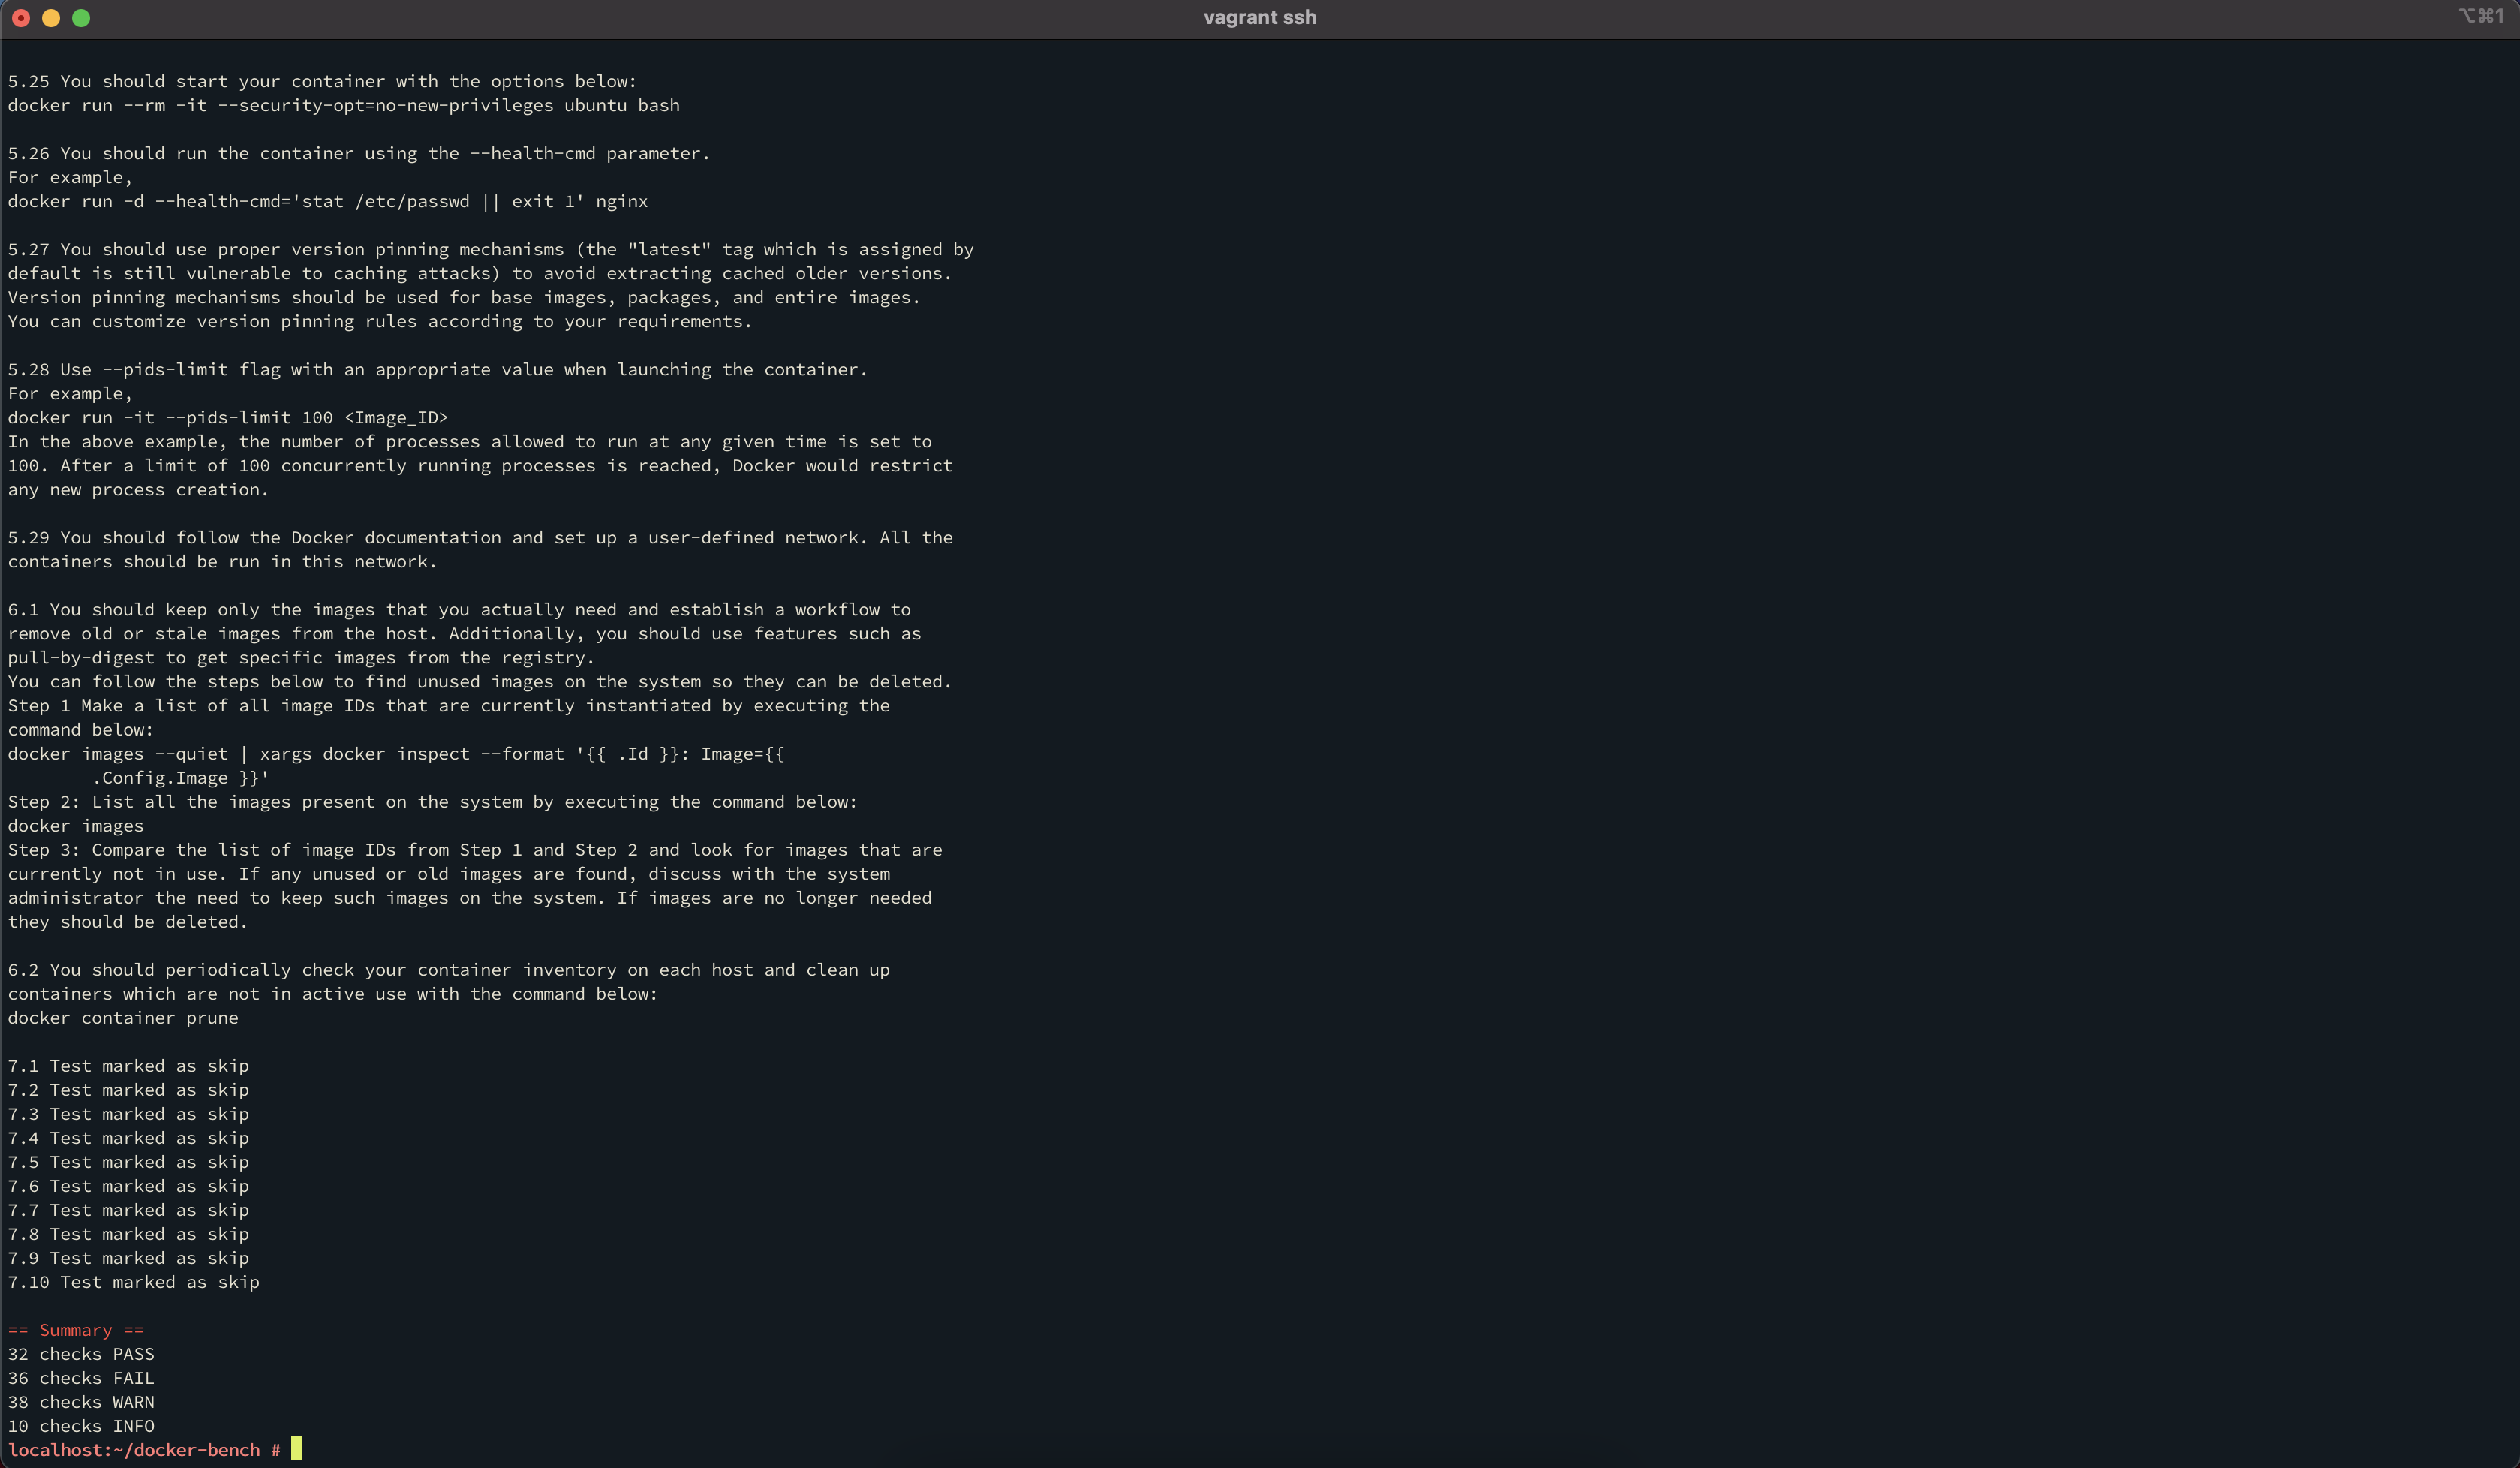 vagrant ssh
⌥⌘1
5.25 You should start your container with the options below:
docker run --rm -it --security-opt=no-new-privileges ubuntu bash
5.26 You should run the container using the --health-cmd parameter.
For example,
docker run -d --health-cmd='stat /etc/passwd || exit 1' nginx
5.27 You should use proper version pinning mechanisms (the "latest" tag which is assigned by
default is still vulnerable to caching attacks) to avoid extracting cached older versions.
Version pinning mechanisms should be used for base images, packages, and entire images.
You can customize version pinning rules according to your requirements.
5.28 Use --pids-limit flag with an appropriate value when launching the container.
For example,
docker run -it --pids-limit 100 <Image_ID>
In the above example, the number of processes allowed to run at any given time is set to
100. After a limit of 100 concurrently running processes is reached, Docker would restrict
any new process creation.
5.29 You should follow the Docker documentation and set up a user-defined network. All the
containers should be run in this network.
6.1 You should keep only the images that you actually need and establish a workflow to
remove old or stale images from the host. Additionally, you should use features such as
pull-by-digest to get specific images from the registry.
You can follow the steps below to find unused images on the system so they can be deleted.
Step 1 Make a list of all image IDs that are currently instantiated by executing the
command below:
docker images --quiet | xargs docker inspect --format '{{ .Id }}: Image={{
        .Config.Image }}'
Step 2: List all the images present on the system by executing the command below:
docker images
Step 3: Compare the list of image IDs from Step 1 and Step 2 and look for images that are
currently not in use. If any unused or old images are found, discuss with the system
administrator the need to keep such images on the system. If images are no longer needed
they should be deleted.
6.2 You should periodically check your container inventory on each host and clean up
containers which are not in active use with the command below:
docker container prune
7.1 Test marked as skip
7.2 Test marked as skip
7.3 Test marked as skip
7.4 Test marked as skip
7.5 Test marked as skip
7.6 Test marked as skip
7.7 Test marked as skip
7.8 Test marked as skip
7.9 Test marked as skip
7.10 Test marked as skip
== Summary ==
32 checks PASS
36 checks FAIL
38 checks WARN
10 checks INFO
localhost:~/docker-bench #